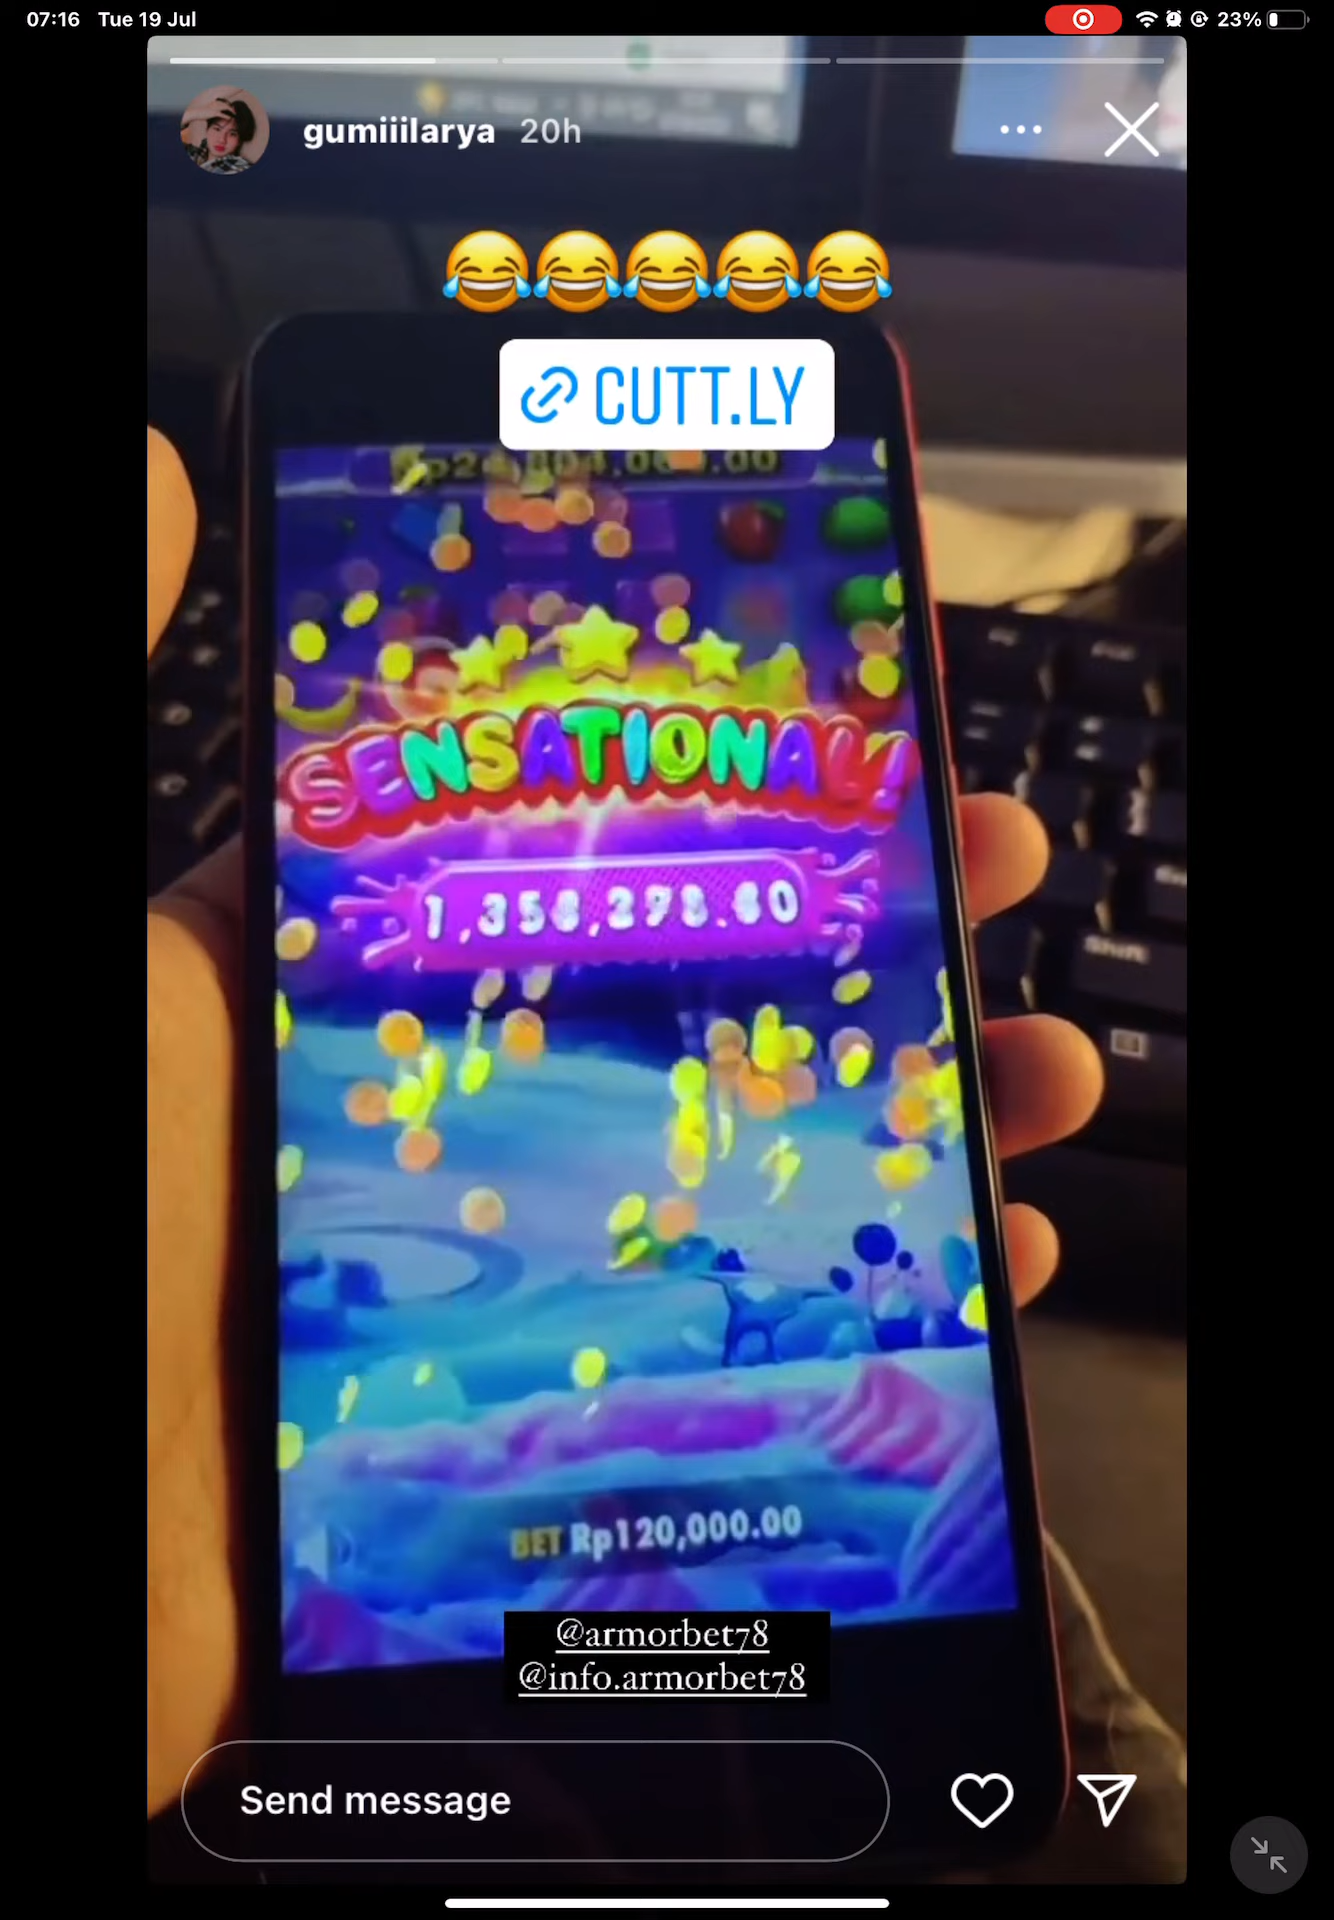 07:16 Tue 19 Jul
23%
gumiiilarya 20h
😂😂😂😂😂
CUTT.LY
SENSATIONAL!
BET Rp120,000.00
@armorbet78
@info.armorbet78
Send message
Shift